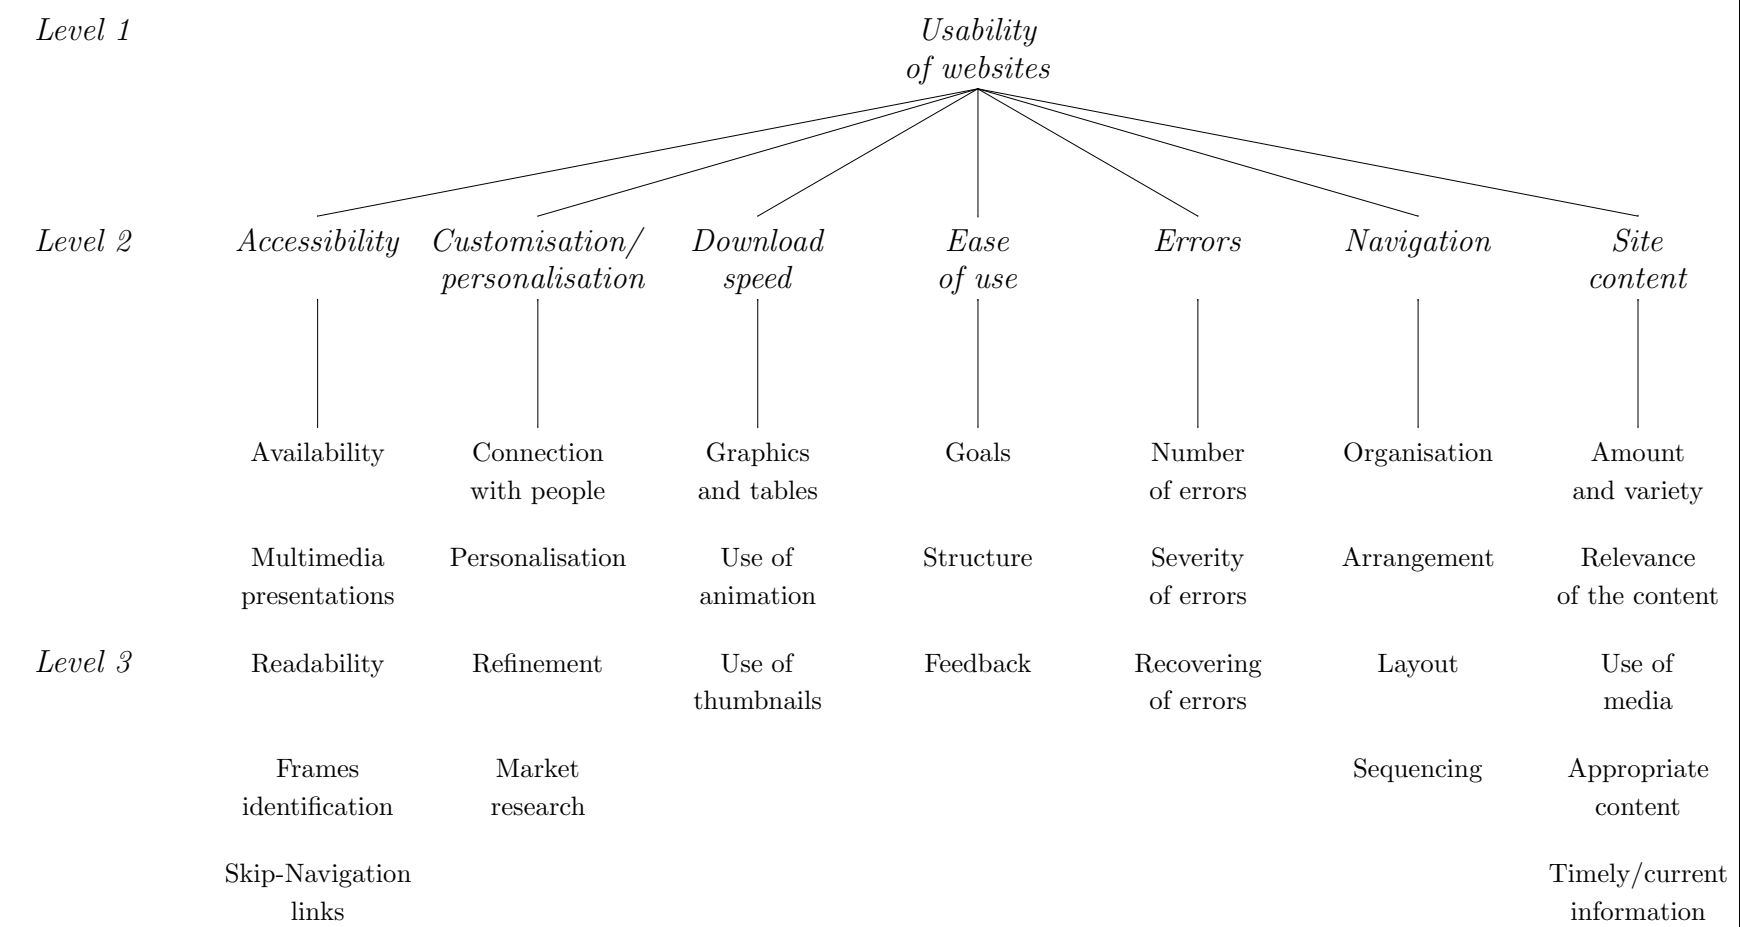 Level 1
Usability
of websites
Level 2
Accessibility
Customisation/
personalisation
Download
speed
Ease
of use
Errors
Navigation
Site
content
Level 3
Availability
Multimedia
presentations
Readability
Frames
identification
Skip-Navigation
links
Connection
with people
Personalisation
Refinement
Market
research
Graphics
and tables
Use of
animation
Use of
thumbnails
Goals
Structure
Feedback
Number
of errors
Severity
of errors
Recovering
of errors
Organisation
Arrangement
Layout
Sequencing
Amount
and variety
Relevance
of the content
Use of
media
Appropriate
content
Timely/current
information